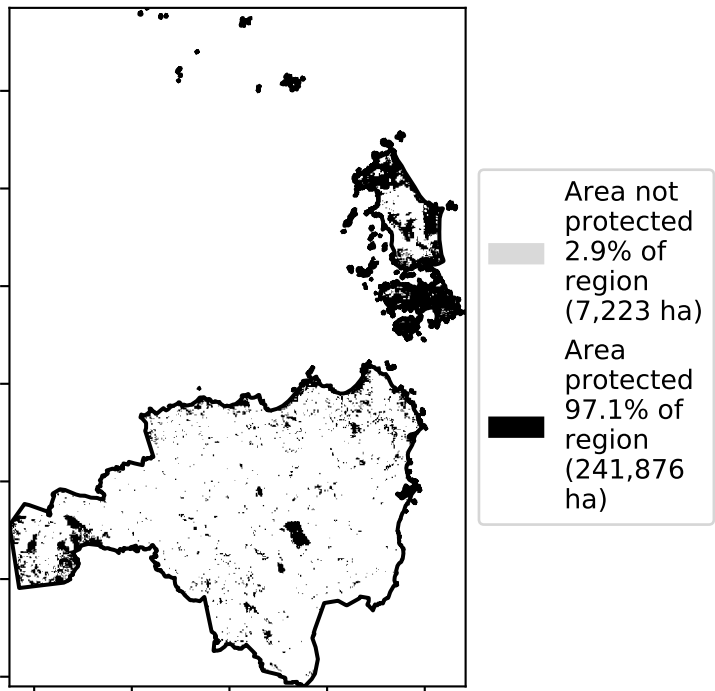 Area not
protected
2.9% of
region
(7,223 ha)
Area
protected
97.1% of
region
(241,876
ha)